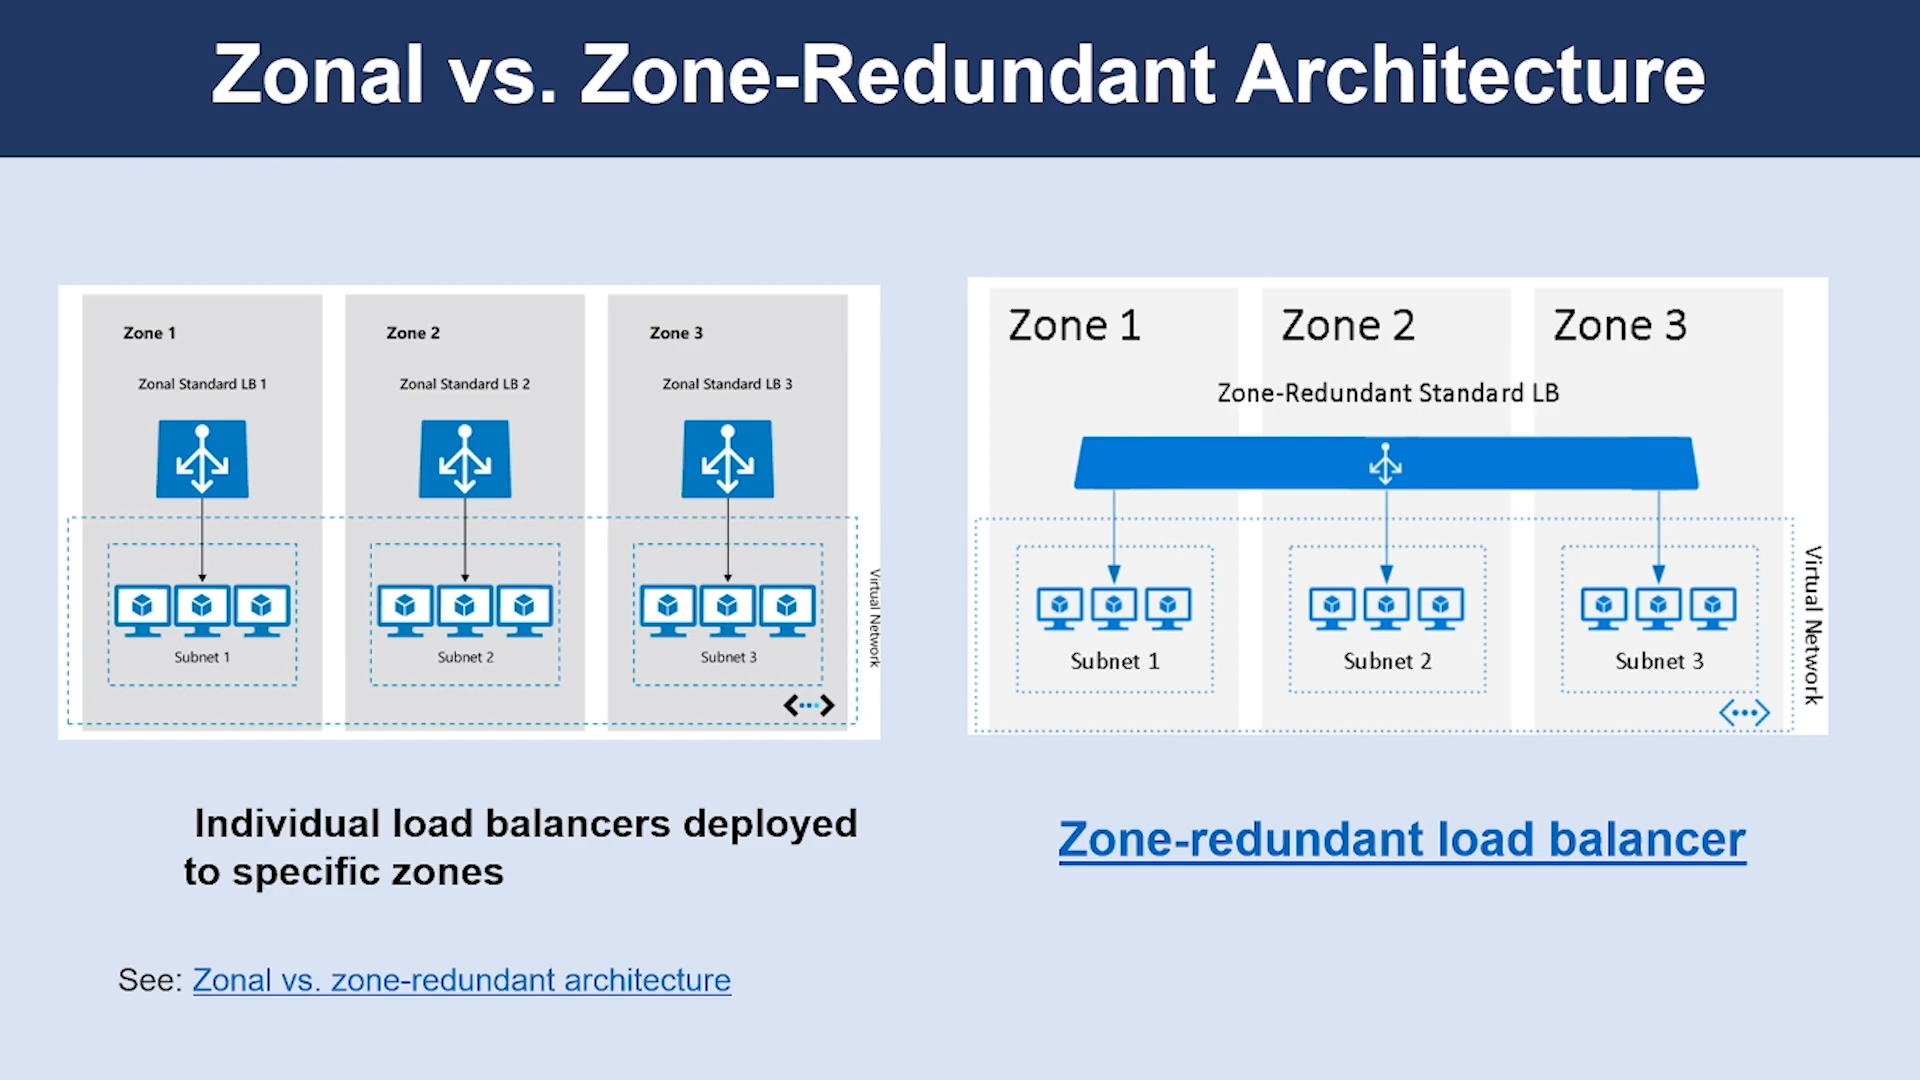 Zonal vs. Zone-Redundant Architecture
Zone 1
Zone 2
Zone 3
Zonal Standard LB 1
Zonal Standard LB 2
Zonal Standard LB 3
Subnet 1
Subnet 2
Subnet 3
Virtual Network
Individual load balancers deployed
to specific zones
Zone 1
Zone 2
Zone 3
Zone-Redundant Standard LB
Subnet 1
Subnet 2
Subnet 3
Virtual Network
Zone-redundant load balancer
See: Zonal vs. zone-redundant architecture